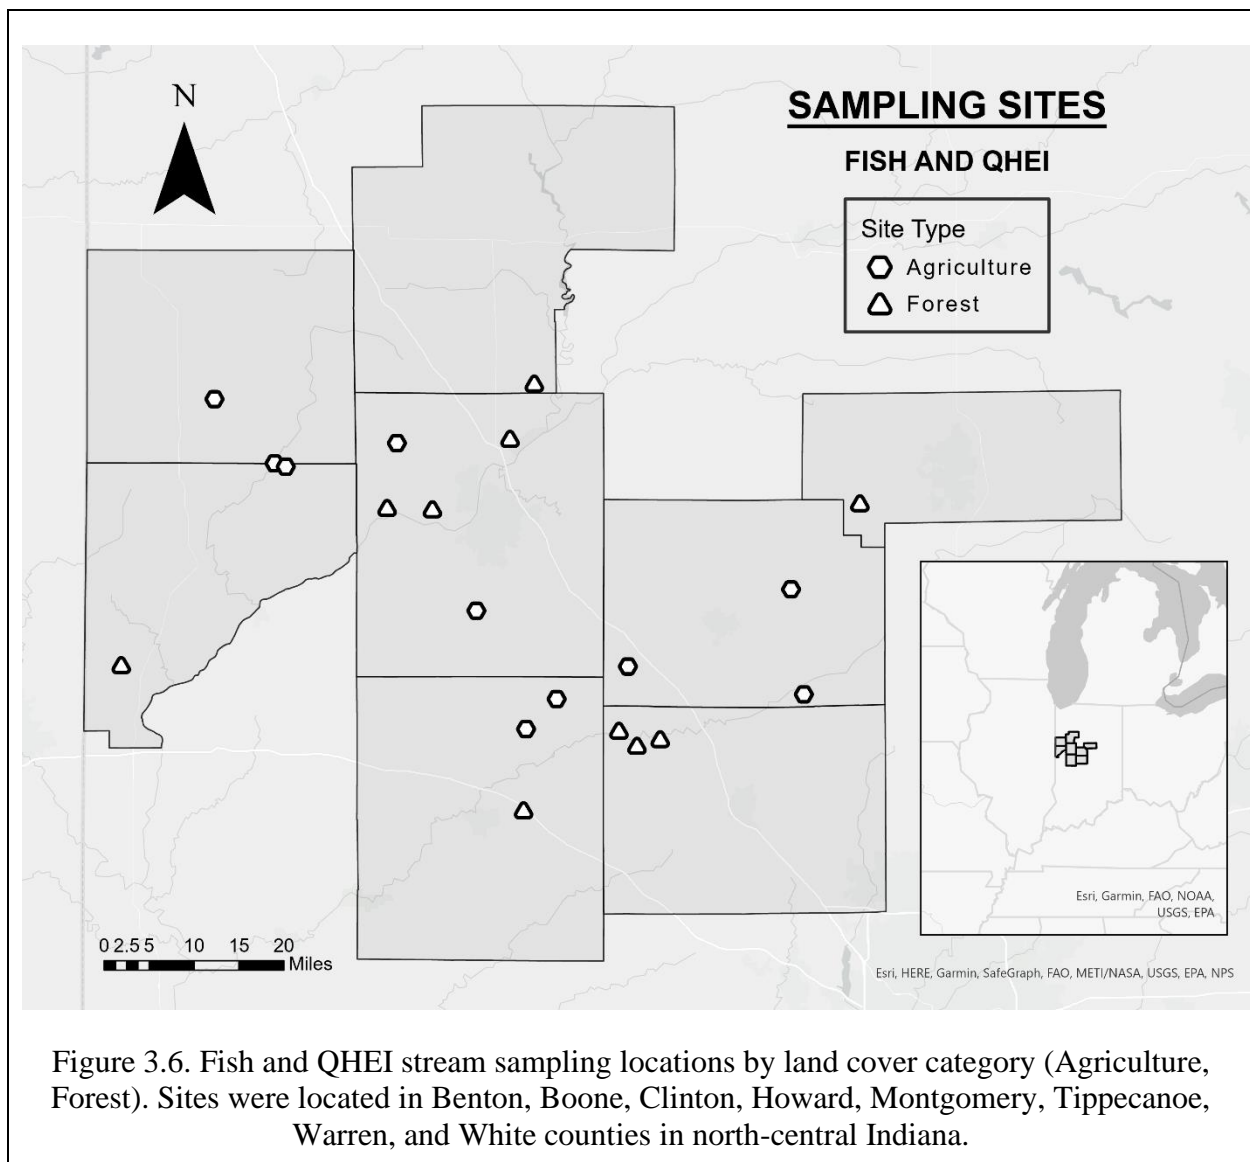 N
SAMPLING SITES
FISH AND QHEI
Site Type
Agriculture
Forest
Esri, Garmin, FAO, NOAA,
USGS, EPA
0 2.5 5 10 15 20
Miles
Esri, HERE, Garmin, SafeGraph, FAO, METI/NASA, USGS, EPA, NPS
Figure 3.6. Fish and QHEI stream sampling locations by land cover category (Agriculture,
Forest). Sites were located in Benton, Boone, Clinton, Howard, Montgomery, Tippecanoe,
Warren, and White counties in north-central Indiana.